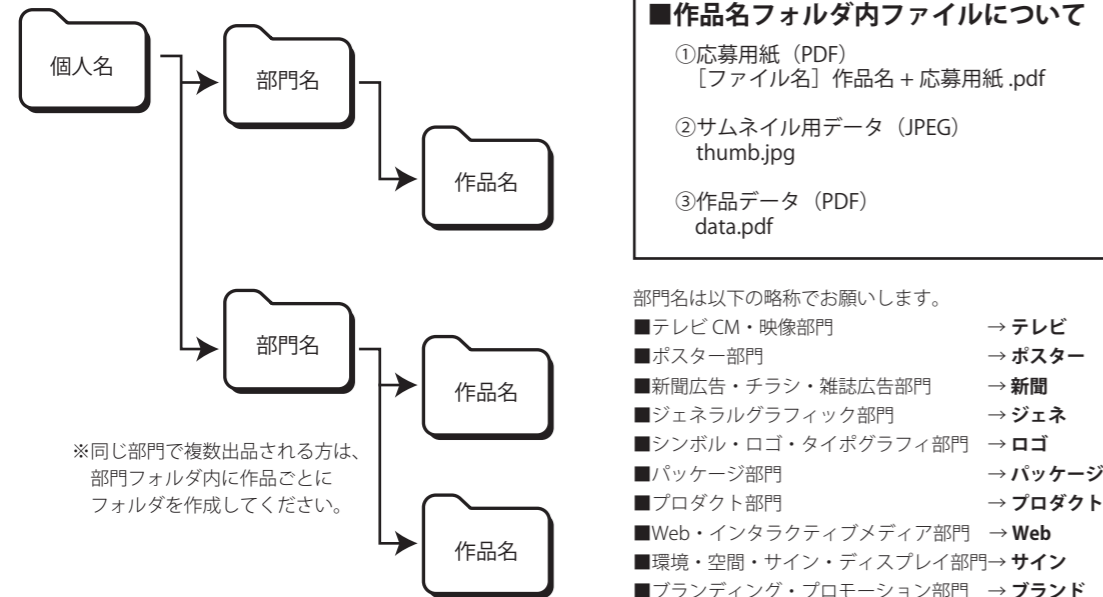 個人名
部門名
作品名
部門名
作品名
作品名
※同じ部門で複数出品される方は、
部門フォルダ内に作品ごとに
フォルダを作成してください。
■作品名フォルダ内ファイルについて
①応募用紙（PDF）
［ファイル名］作品名 + 応募用紙 .pdf
②サムネイル用データ（JPEG）
thumb.jpg
③作品データ（PDF）
data.pdf
部門名は以下の略称でお願いします。
■テレビ CM・映像部門 → テレビ
■ポスター部門 → ポスター
■新聞広告・チラシ・雑誌広告部門 → 新聞
■ジェネラルグラフィック部門 → ジェネ
■シンボル・ロゴ・タイポグラフィ部門 → ロゴ
■パッケージ部門 → パッケージ
■プロダクト部門 → プロダクト
■Web・インタラクティブメディア部門 → Web
■環境・空間・サイン・ディスプレイ部門→ サイン
■ブランディング・プロモーション部門 → ブランド